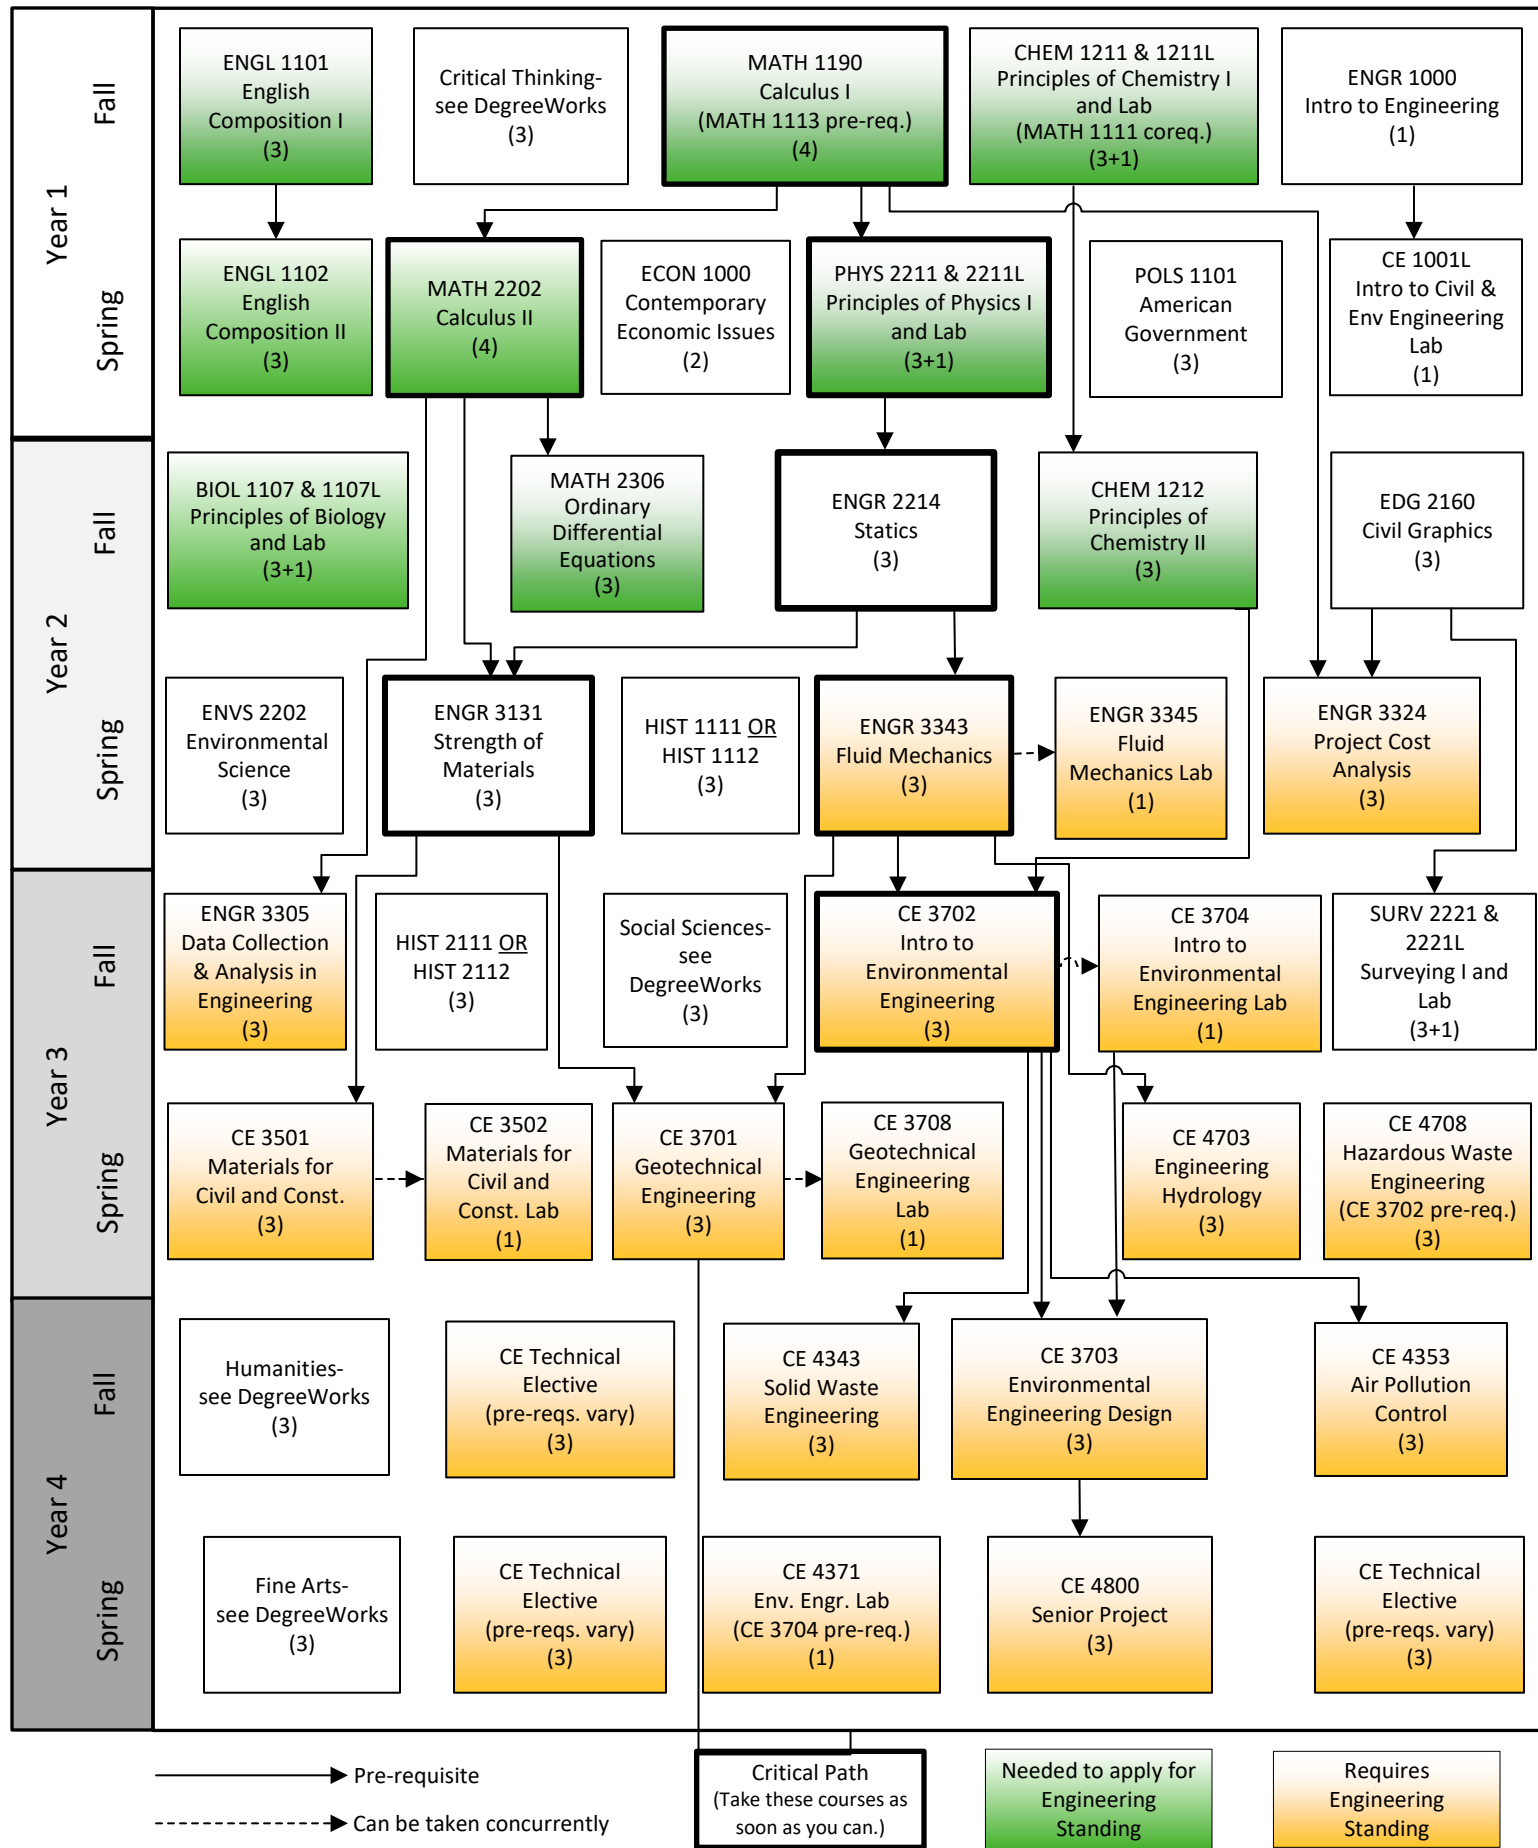 Year 1
Fall
ENGL 1101
English
Composition I
(3)
Critical Thinking-
see DegreeWorks
(3)
MATH 1190
Calculus I
(MATH 1113 pre-req.)
(4)
CHEM 1211 & 1211L
Principles of Chemistry I
and Lab
(MATH 1111 coreq.)
(3+1)
ENGR 1000
Intro to Engineering
(1)
Spring
ENGL 1102
English
Composition II
(3)
MATH 2202
Calculus II
(4)
ECON 1000
Contemporary
Economic Issues
(2)
PHYS 2211 & 2211L
Principles of Physics I
and Lab
(3+1)
POLS 1101
American
Government
(3)
CE 1001L
Intro to Civil &
Env Engineering
Lab
(1)
Year 2
Fall
BIOL 1107 & 1107L
Principles of Biology
and Lab
(3+1)
MATH 2306
Ordinary
Differential
Equations
(3)
ENGR 2214
Statics
(3)
CHEM 1212
Principles of
Chemistry II
(3)
EDG 2160
Civil Graphics
(3)
Spring
ENVS 2202
Environmental
Science
(3)
ENGR 3131
Strength of
Materials
(3)
HIST 1111 OR
HIST 1112
(3)
ENGR 3343
Fluid Mechanics
(3)
ENGR 3345
Fluid
Mechanics Lab
(1)
ENGR 3324
Project Cost
Analysis
(3)
Year 3
Fall
ENGR 3305
Data Collection
& Analysis in
Engineering
(3)
HIST 2111 OR
HIST 2112
(3)
Social Sciences-
see
DegreeWorks
(3)
CE 3702
Intro to
Environmental
Engineering
(3)
CE 3704
Intro to
Environmental
Engineering Lab
(1)
SURV 2221 &
2221L
Surveying I and
Lab
(3+1)
Spring
CE 3501
Materials for
Civil and Const.
(3)
CE 3502
Materials for
Civil and
Const. Lab
(1)
CE 3701
Geotechnical
Engineering
(3)
CE 3708
Geotechnical
Engineering
Lab
(1)
CE 4703
Engineering
Hydrology
(3)
CE 4708
Hazardous Waste
Engineering
(CE 3702 pre-req.)
(3)
Year 4
Fall
Humanities-
see DegreeWorks
(3)
CE Technical
Elective
(pre-reqs. vary)
(3)
CE 4343
Solid Waste
Engineering
(3)
CE 3703
Environmental
Engineering Design
(3)
CE 4353
Air Pollution
Control
(3)
Spring
Fine Arts-
see DegreeWorks
(3)
CE Technical
Elective
(pre-reqs. vary)
(3)
CE 4371
Env. Engr. Lab
(CE 3704 pre-req.)
(1)
CE 4800
Senior Project
(3)
CE Technical
Elective
(pre-reqs. vary)
(3)
Pre-requisite
Can be taken concurrently
Critical Path
(Take these courses as
soon as you can.)
Needed to apply for
Engineering
Standing
Requires
Engineering
Standing